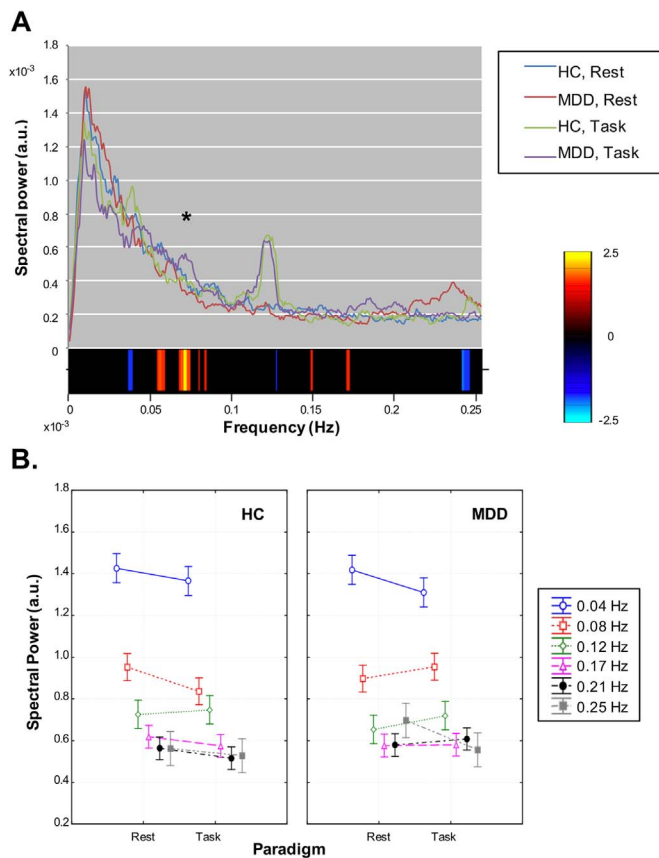 A
x10-3
1.8
1.6
1.4
1.2
1.0
0.8
0.6
0.4
0.2
0
Spectral power (a.u.)
*
HC, Rest
MDD, Rest
HC, Task
MDD, Task
2.5
0
-2.5
0 0.05 0.1 0.15 0.2 0.25
x10-3
Frequency (Hz)
B.
1.8
1.6
1.4
1.2
1.0
0.8
0.6
0.4
0.2
Spectral Power (a.u.)
HC
MDD
Rest Task Rest Task
Paradigm
0.04 Hz
0.08 Hz
0.12 Hz
0.17 Hz
0.21 Hz
0.25 Hz